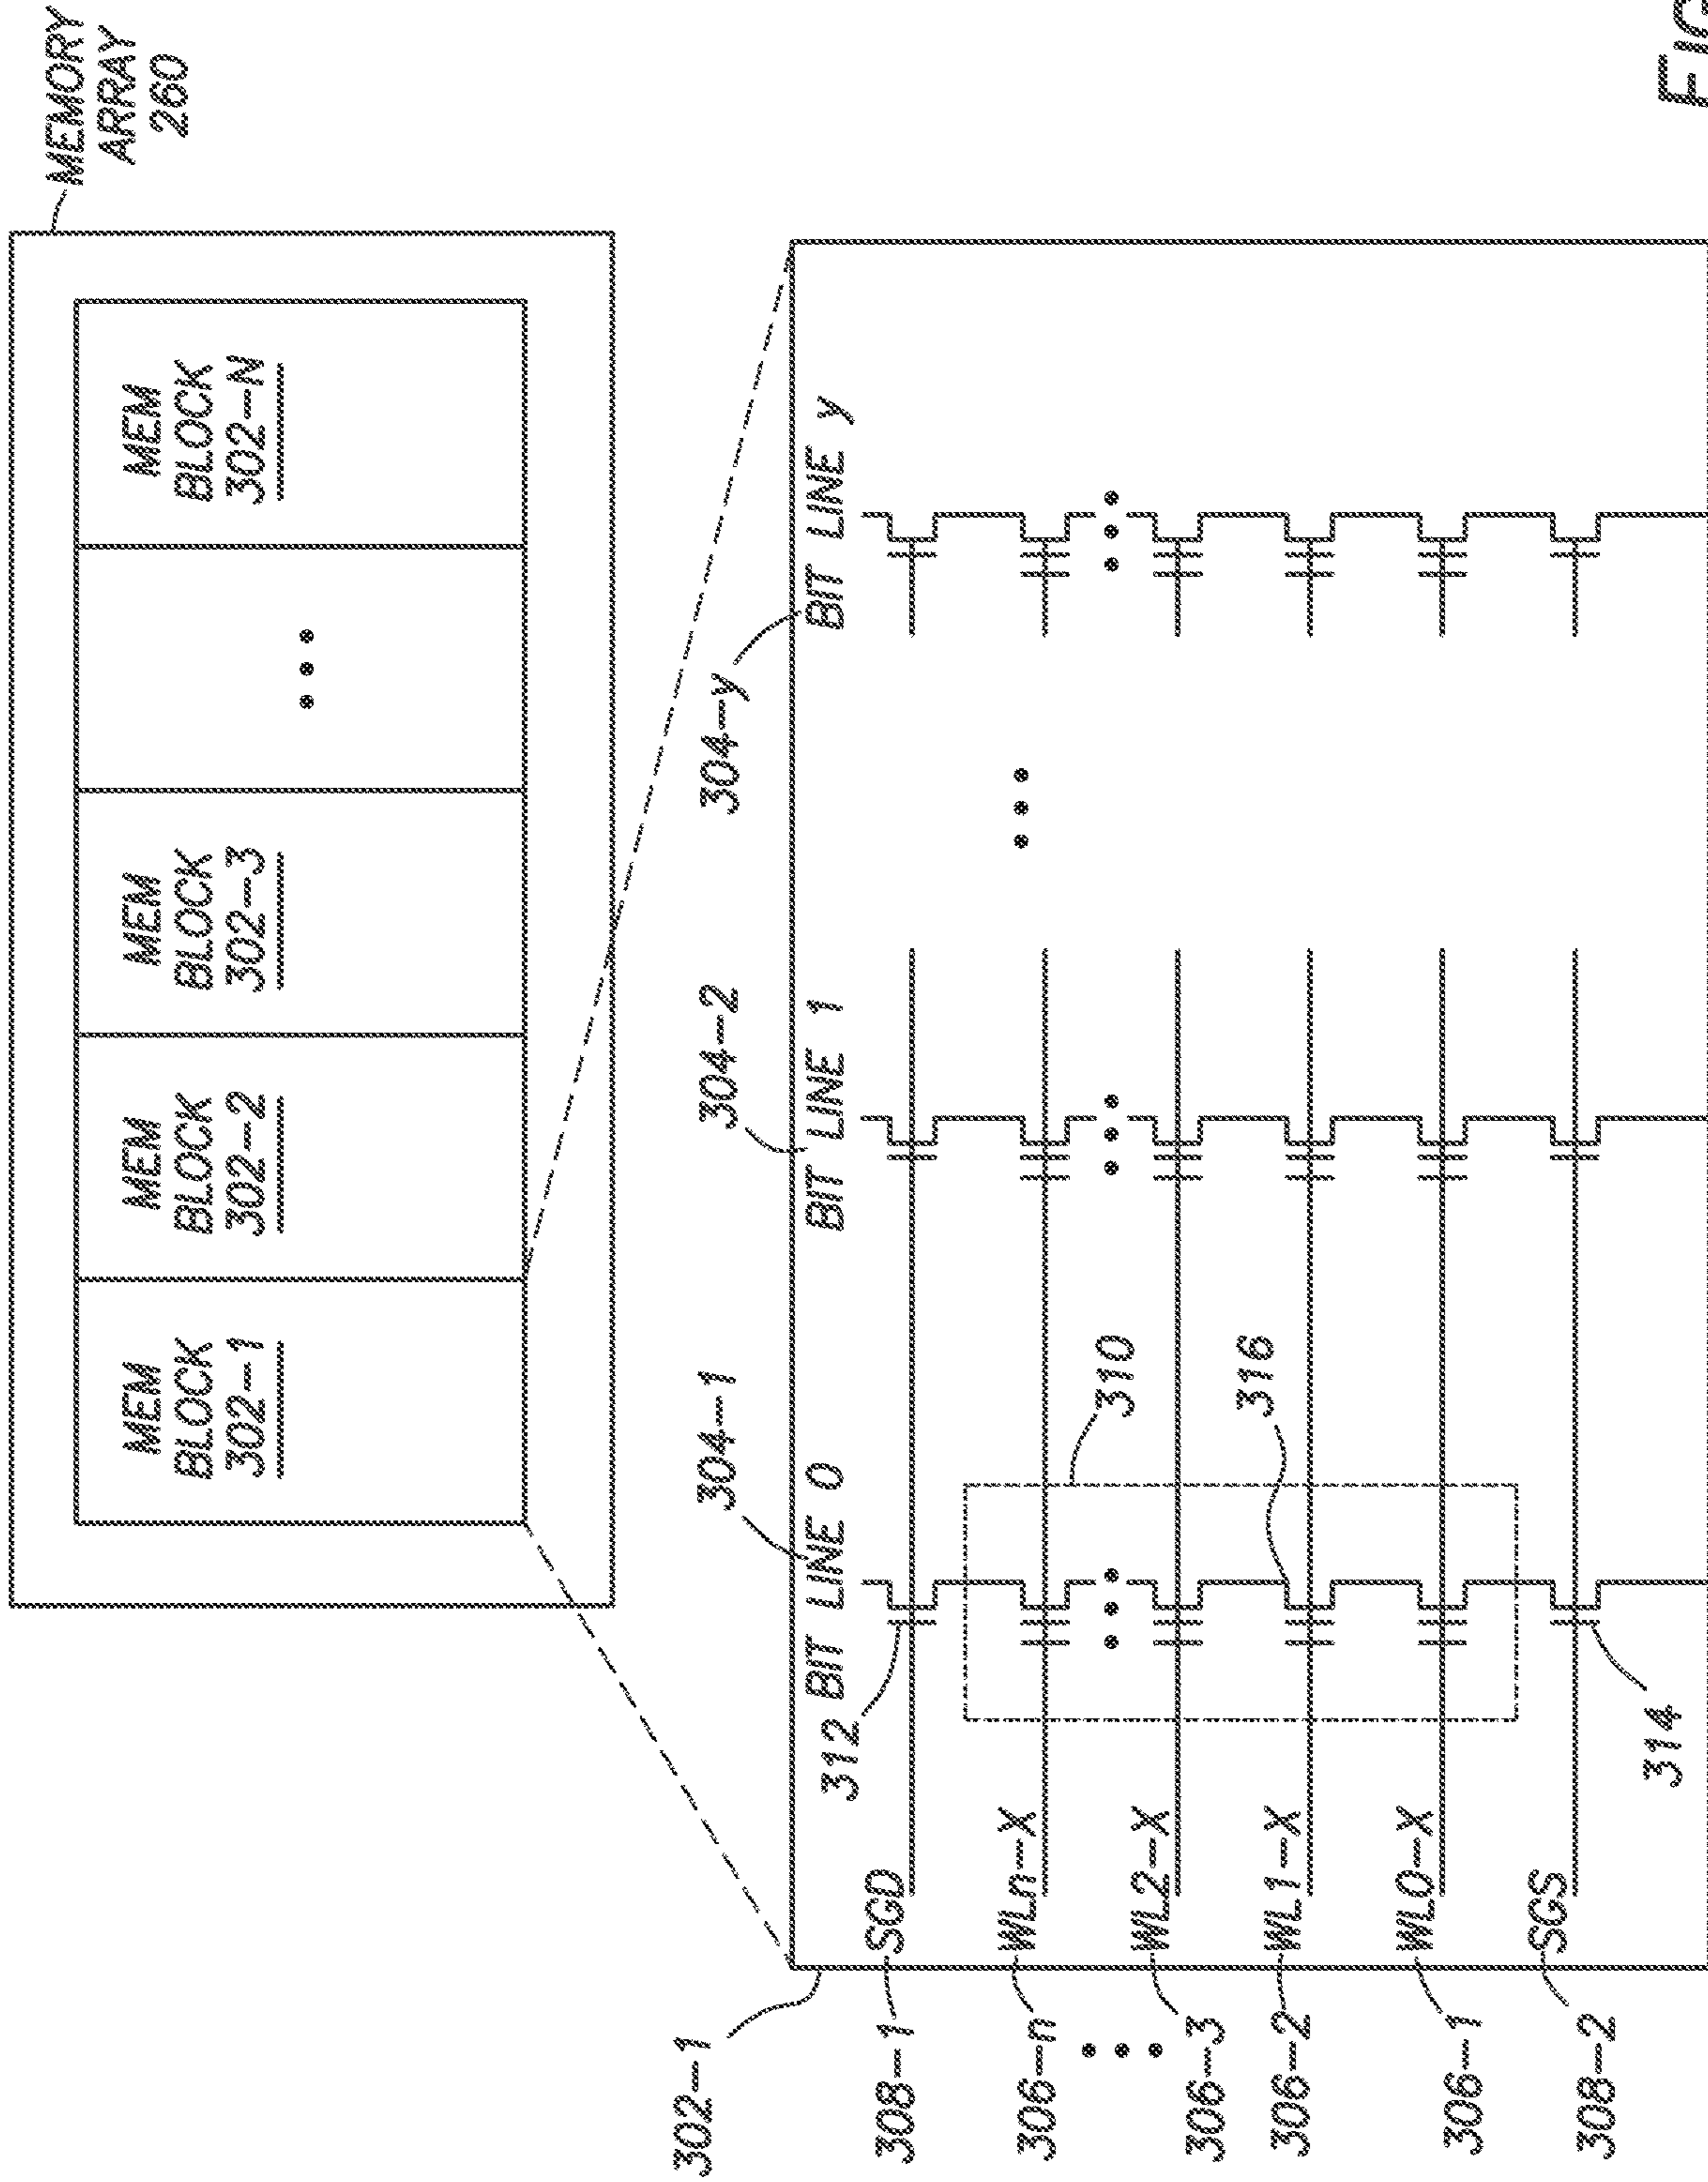 MEMORY
ARRAY
260
MEM
BLOCK
302-1
MEM
BLOCK
302-2
MEM
BLOCK
302-3
MEM
BLOCK
302-N
302-1
304-1
304-2
304-y
312
BIT LINE 0
BIT LINE 1
BIT LINE y
308-1
SGD
306-n
WLn-X
310
306-3
WL2-X
316
306-2
WL1-X
306-1
WL0-X
308-2
SGS
314